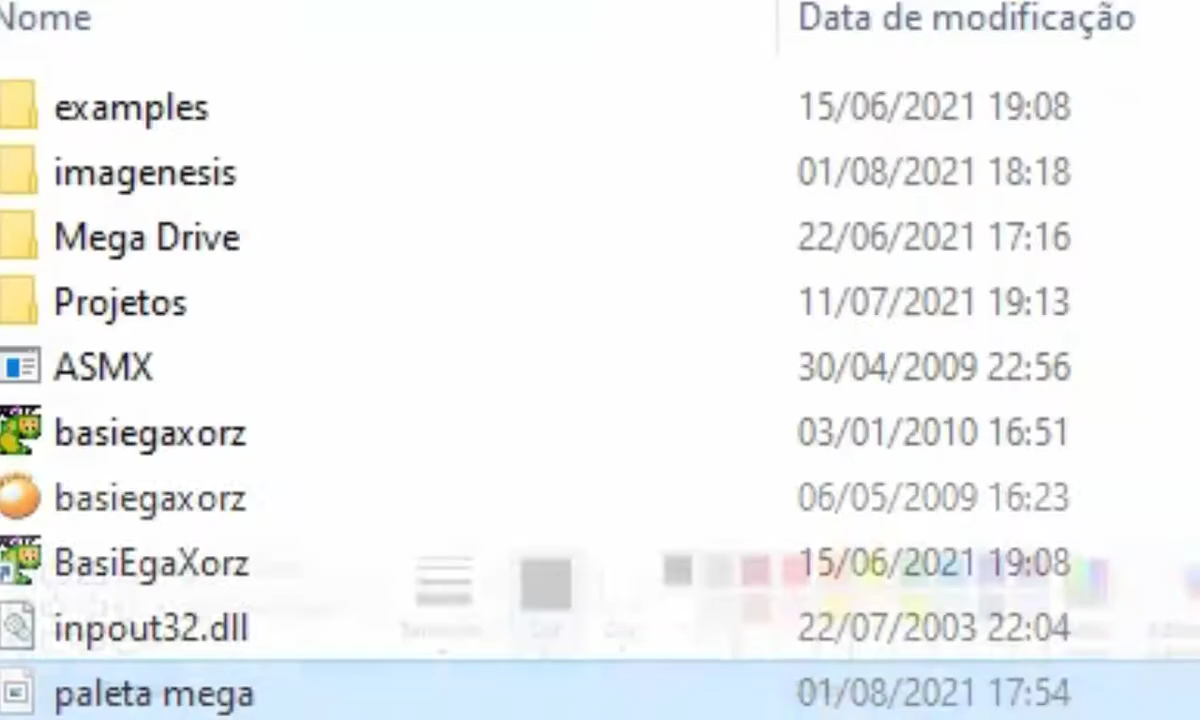 Nome Data de modificação
examples 15/06/2021 19:08
imagenesis 01/08/2021 18:18
Mega Drive 22/06/2021 17:16
Projetos 11/07/2021 19:13
ASMX 30/04/2009 22:56
basiegaxorz 03/01/2010 16:51
basiegaxorz 06/05/2009 16:23
BasiEgaXorz 15/06/2021 19:08
inpout32.dll 22/07/2003 22:04
paleta mega 01/08/2021 17:54